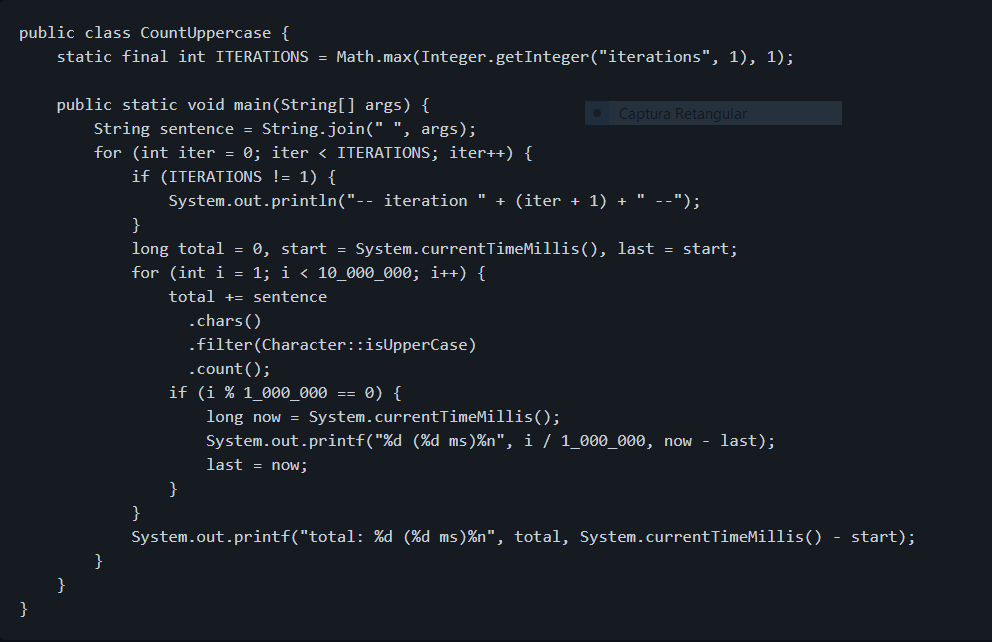 public class CountUppercase {
    static final int ITERATIONS = Math.max(Integer.getInteger("iterations", 1), 1);

    public static void main(String[] args) {
Captura Retangular
        String sentence = String.join(" ", args);
        for (int iter = 0; iter < ITERATIONS; iter++) {
            if (ITERATIONS != 1) {
                System.out.println("-- iteration " + (iter + 1) + " --");
            }
            long total = 0, start = System.currentTimeMillis(), last = start;
            for (int i = 1; i < 10_000_000; i++) {
                total += sentence
                  .chars()
                  .filter(Character::isUpperCase)
                  .count();
                if (i % 1_000_000 == 0) {
                    long now = System.currentTimeMillis();
                    System.out.printf("%d (%d ms)%n", i / 1_000_000, now - last);
                    last = now;
                }
            }
            System.out.printf("total: %d (%d ms)%n", total, System.currentTimeMillis() - start);
        }
    }
}